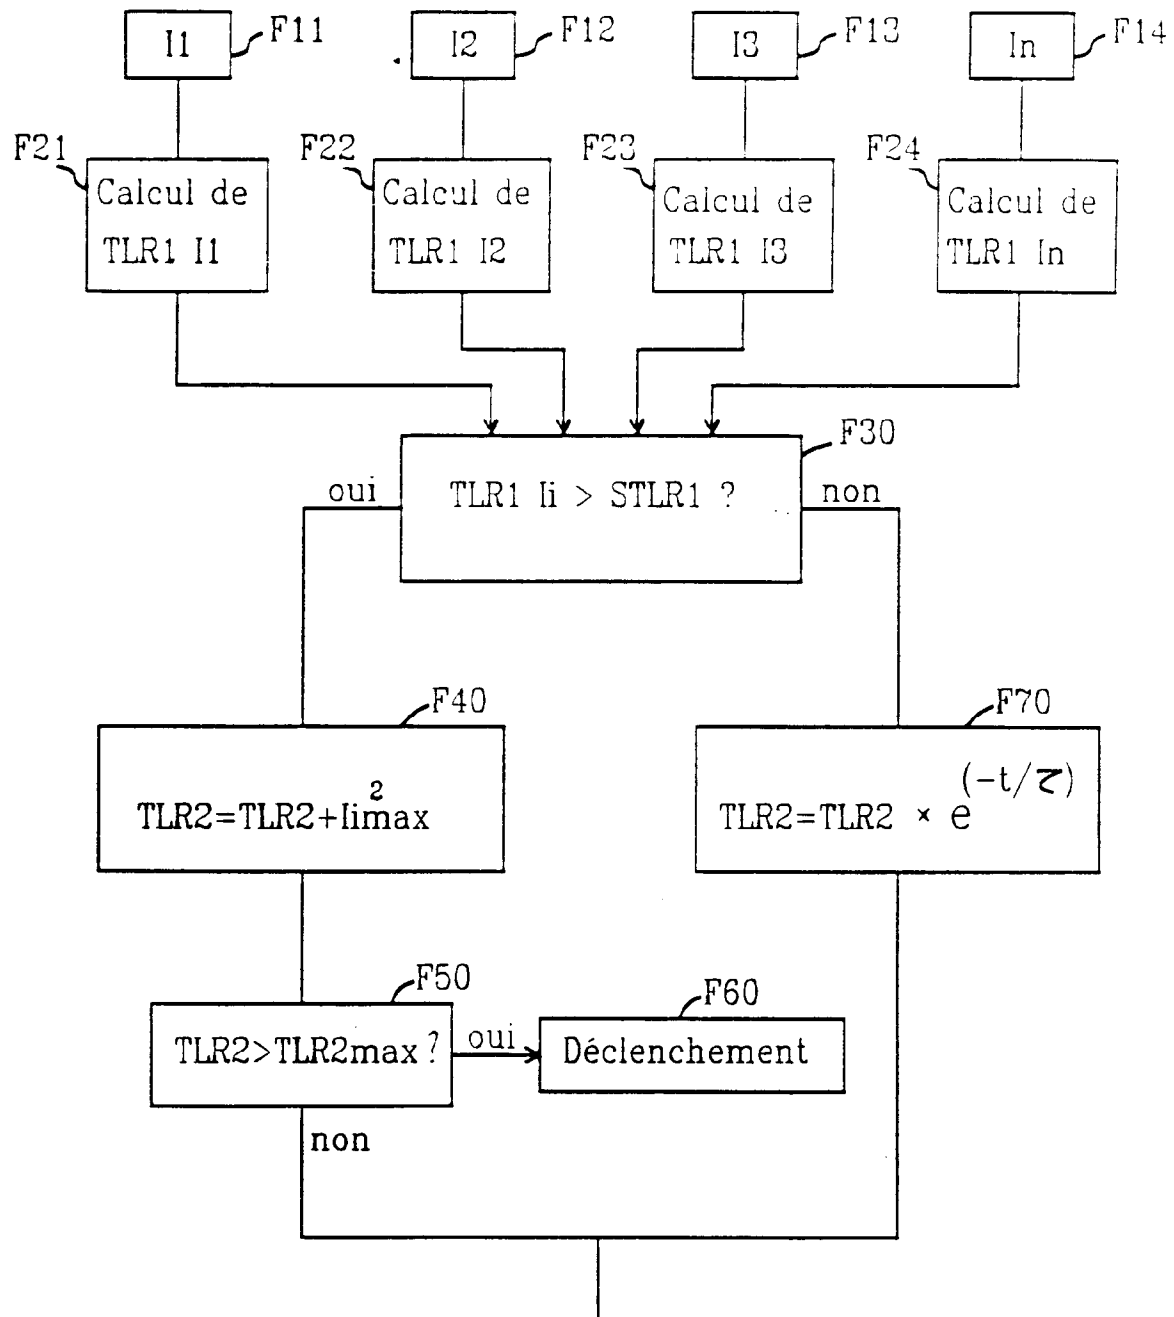 I1 F11 I2 F12 I3 F13 In F14
F21 F22 F23 F24
Calcul de Calcul de Calcul de Calcul de
TLR1 I1 TLR1 I2 TLR1 I3 TLR1 In
F30
oui TLR1 Ii > STLR1 ? non
F40 F70
TLR2=TLR2+Iimax²
TLR2=TLR2 × e^(-t/τ)
F50 F60
TLR2>TLR2max ? oui Déclenchement
non